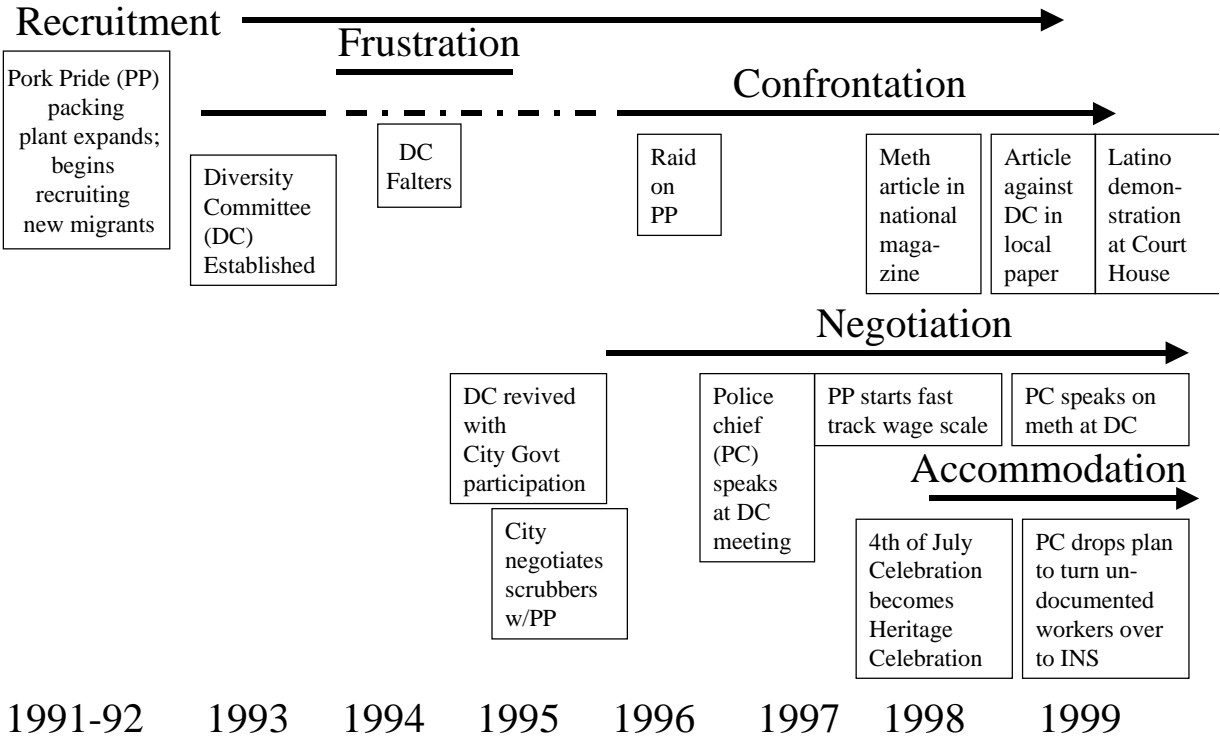 Recruitment
Frustration
Pork Pride (PP)
packing
plant expands;
begins
recruiting
new migrants
Confrontation
Diversity
Committee
(DC)
Established
DC
Falters
Raid
on
PP
Meth
article in
national
maga-
zine
Article
against
DC in
local
paper
Latino
demon-
stration
at Court
House
Negotiation
DC revived
with
City Govt
participation
City
negotiates
scrubbers
w/PP
Police
chief
(PC)
speaks
at DC
meeting
PP starts fast
track wage scale
PC speaks on
meth at DC
Accommodation
4th of July
Celebration
becomes
Heritage
Celebration
PC drops plan
to turn un-
documented
workers over
to INS
1991-92 1993 1994 1995 1996 1997 1998 1999